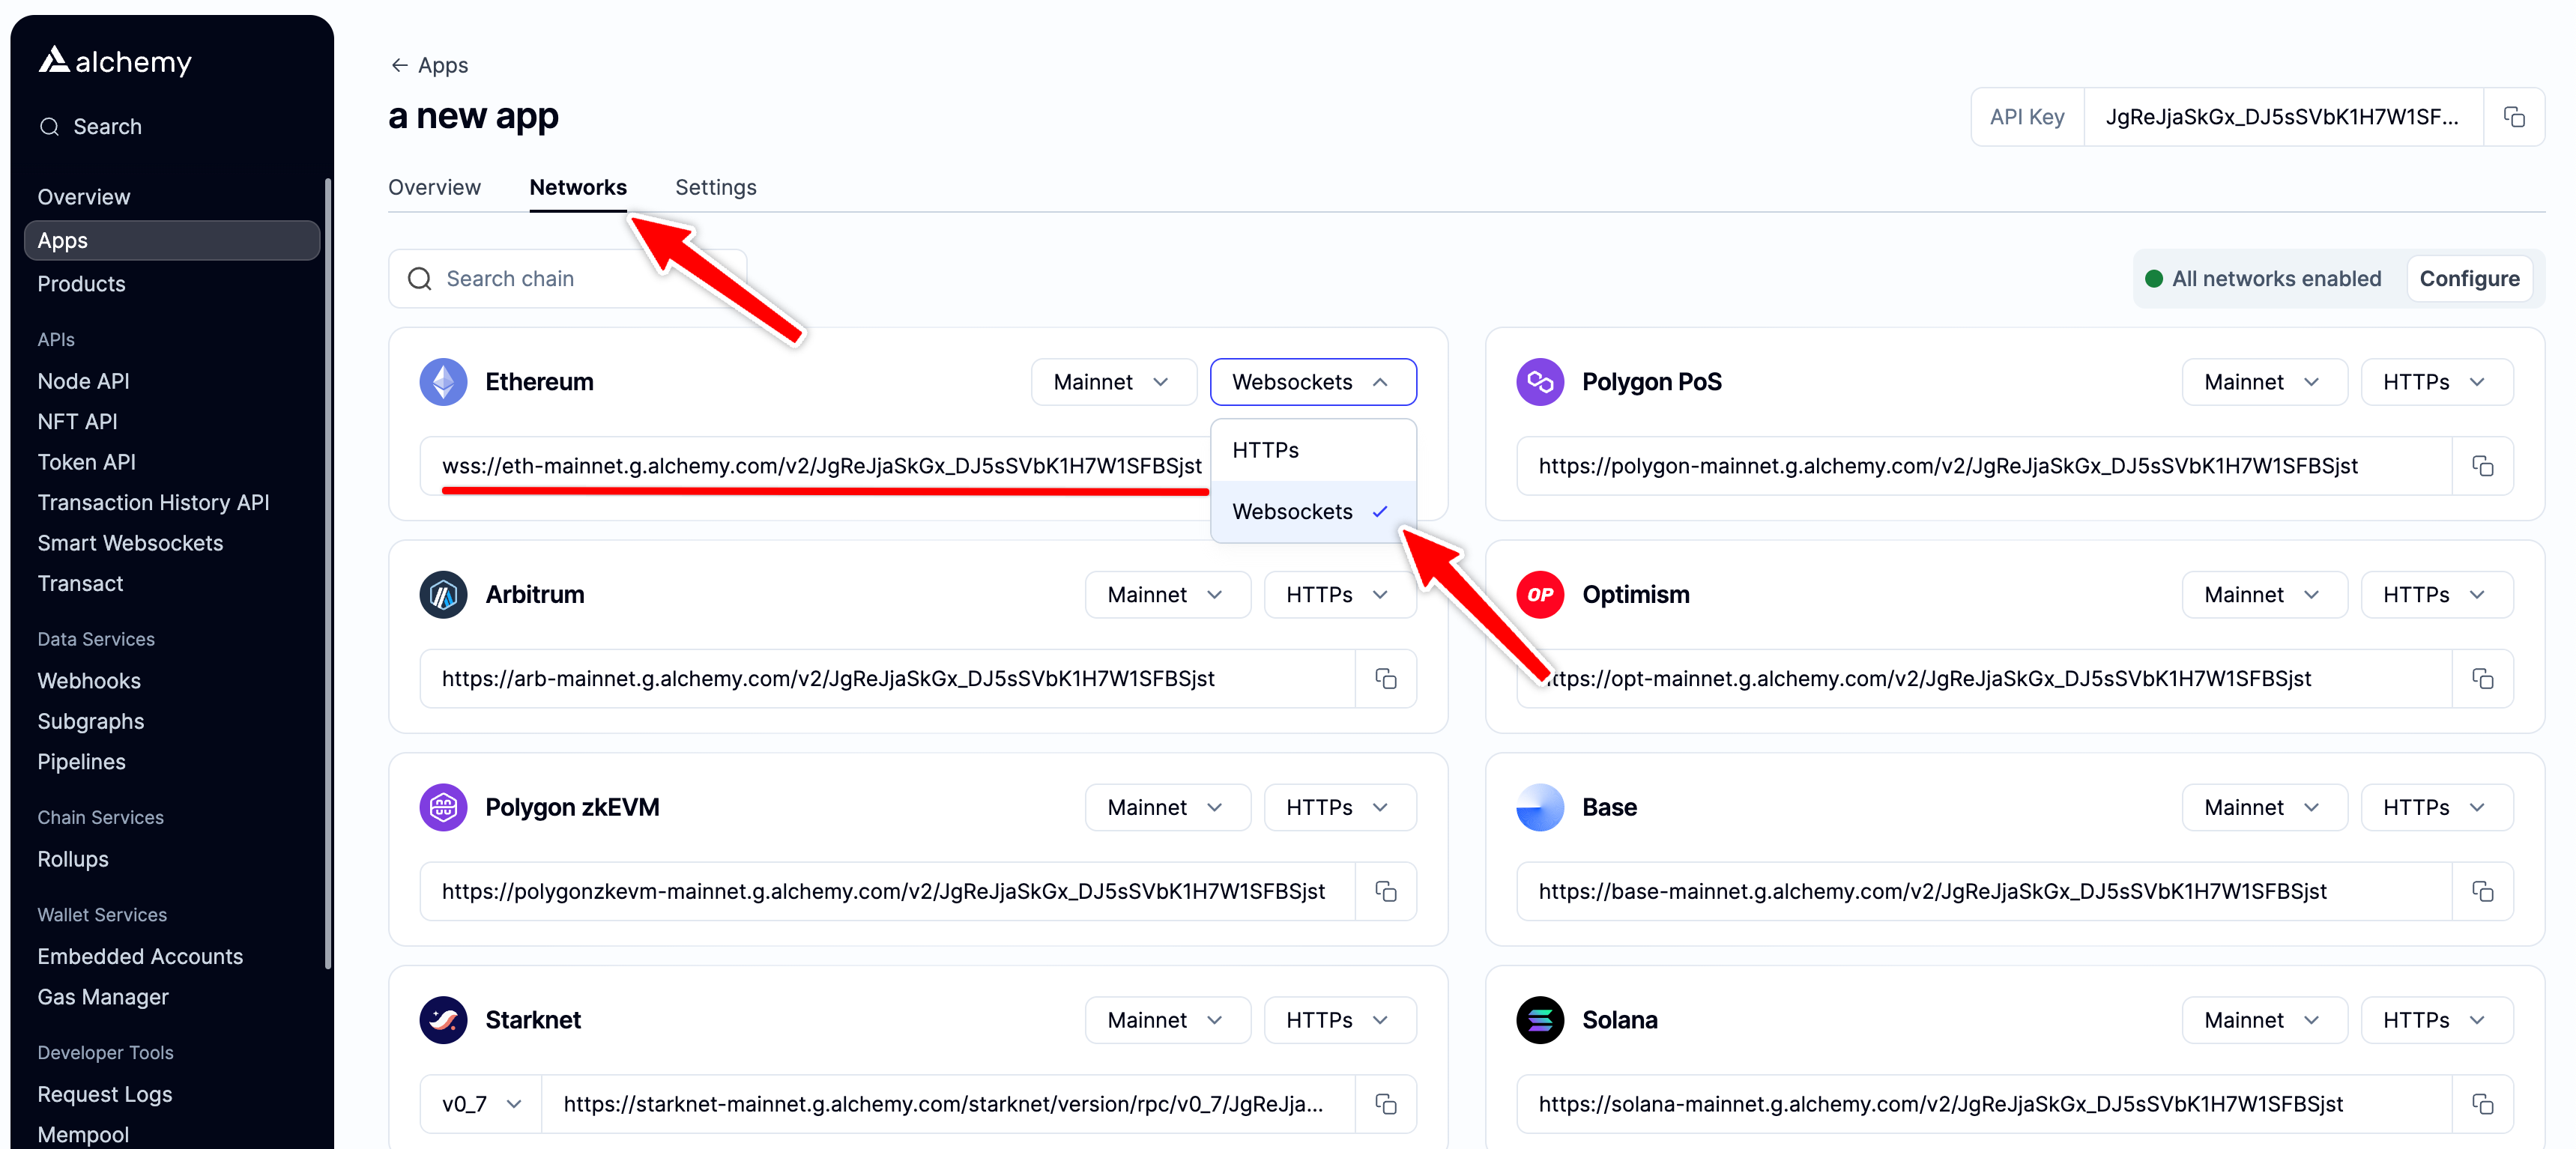 alchemy
Search
Overview
Apps
Products
APIs
Node API
NFT API
Token API
Transaction History API
Smart Websockets
Transact
Data Services
Webhooks
Subgraphs
Pipelines
Chain Services
Rollups
Wallet Services
Embedded Accounts
Gas Manager
Developer Tools
Request Logs
Mempool
← Apps
a new app
API Key JgReJjaSkGx_DJ5sSVbK1H7W1SF...
Overview Networks Settings
Search chain
All networks enabled Configure
Ethereum Mainnet Websockets
wss://eth-mainnet.g.alchemy.com/v2/JgReJjaSkGx_DJ5sSVbK1H7W1SFBSjst
HTTPs
Websockets
Polygon PoS Mainnet HTTPs
https://polygon-mainnet.g.alchemy.com/v2/JgReJjaSkGx_DJ5sSVbK1H7W1SFBSjst
Arbitrum Mainnet HTTPs
https://arb-mainnet.g.alchemy.com/v2/JgReJjaSkGx_DJ5sSVbK1H7W1SFBSjst
OP Optimism Mainnet HTTPs
https://opt-mainnet.g.alchemy.com/v2/JgReJjaSkGx_DJ5sSVbK1H7W1SFBSjst
Polygon zkEVM Mainnet HTTPs
https://polygonzkevm-mainnet.g.alchemy.com/v2/JgReJjaSkGx_DJ5sSVbK1H7W1SFBSjst
Base Mainnet HTTPs
https://base-mainnet.g.alchemy.com/v2/JgReJjaSkGx_DJ5sSVbK1H7W1SFBSjst
Starknet Mainnet HTTPs
v0_7 https://starknet-mainnet.g.alchemy.com/starknet/version/rpc/v0_7/JgReJja...
Solana Mainnet HTTPs
https://solana-mainnet.g.alchemy.com/v2/JgReJjaSkGx_DJ5sSVbK1H7W1SFBSjst